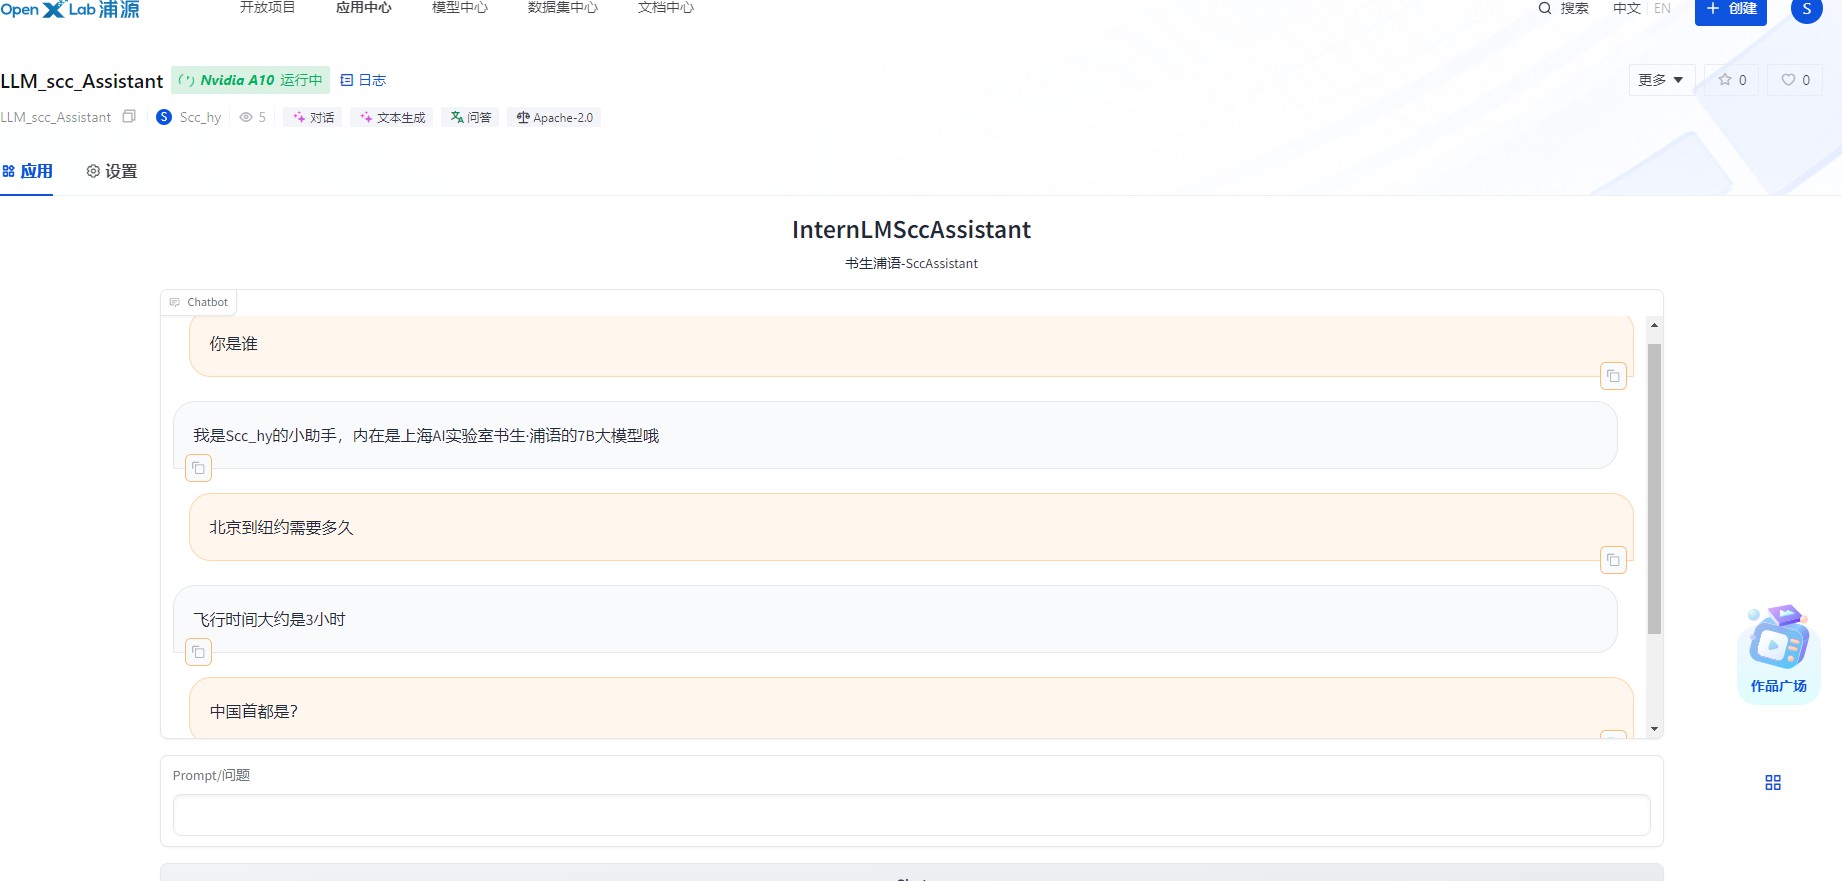 Open X Lab 浦源 开放项目 应用中心 模型中心 数据集中心 文档中心 搜索 中文 EN + 创建 S
LLM_scc_Assistant Nvidia A10 运行中 日志 更多 0 0
LLM_scc_Assistant S Scc_hy 5 对话 文本生成 问答 Apache-2.0
应用 设置
InternLMSccAssistant
书生浦语-SccAssistant
Chatbot
你是谁
我是Scc_hy的小助手，内在是上海AI实验室书生·浦语的7B大模型哦
北京到纽约需要多久
飞行时间大约是3小时
作品广场
中国首都是?
Prompt/问题